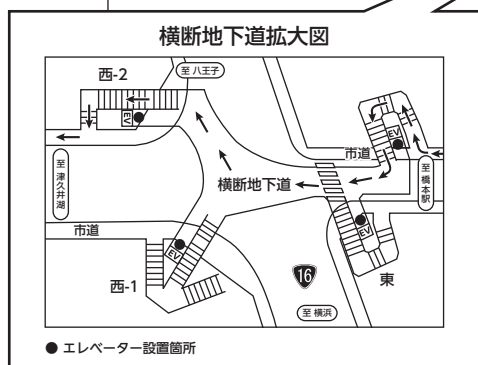 横断地下道拡大図
西-2
至 八王子
EV
EV
市道
至 津久井湖
横断地下道
至 橋本駅
市道
EV
EV
西-1
16
東
至 横浜
● エレベーター設置箇所